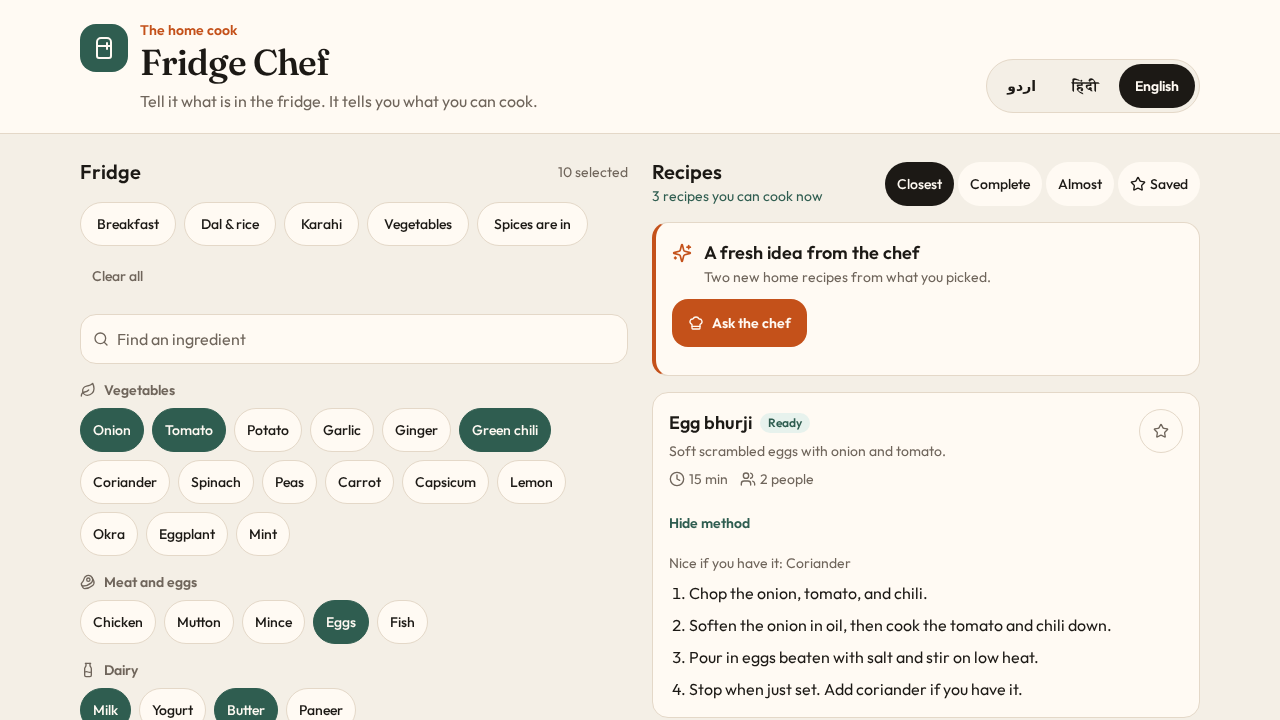 The home cook
Fridge Chef
Tell it what is in the fridge. It tells you what you can cook.
اردو
हिंदी
English
Fridge
10 selected
Breakfast
Dal & rice
Karahi
Vegetables
Spices are in
Clear all
Find an ingredient
Vegetables
Onion
Tomato
Potato
Garlic
Ginger
Green chili
Coriander
Spinach
Peas
Carrot
Capsicum
Lemon
Okra
Eggplant
Mint
Meat and eggs
Chicken
Mutton
Mince
Eggs
Fish
Dairy
Milk
Yogurt
Butter
Paneer
Recipes
3 recipes you can cook now
Closest
Complete
Almost
Saved
A fresh idea from the chef
Two new home recipes from what you picked.
Ask the chef
Egg bhurji
Ready
Soft scrambled eggs with onion and tomato.
15 min
2 people
Hide method
Nice if you have it: Coriander
1. Chop the onion, tomato, and chili.
2. Soften the onion in oil, then cook the tomato and chili down.
3. Pour in eggs beaten with salt and stir on low heat.
4. Stop when just set. Add coriander if you have it.